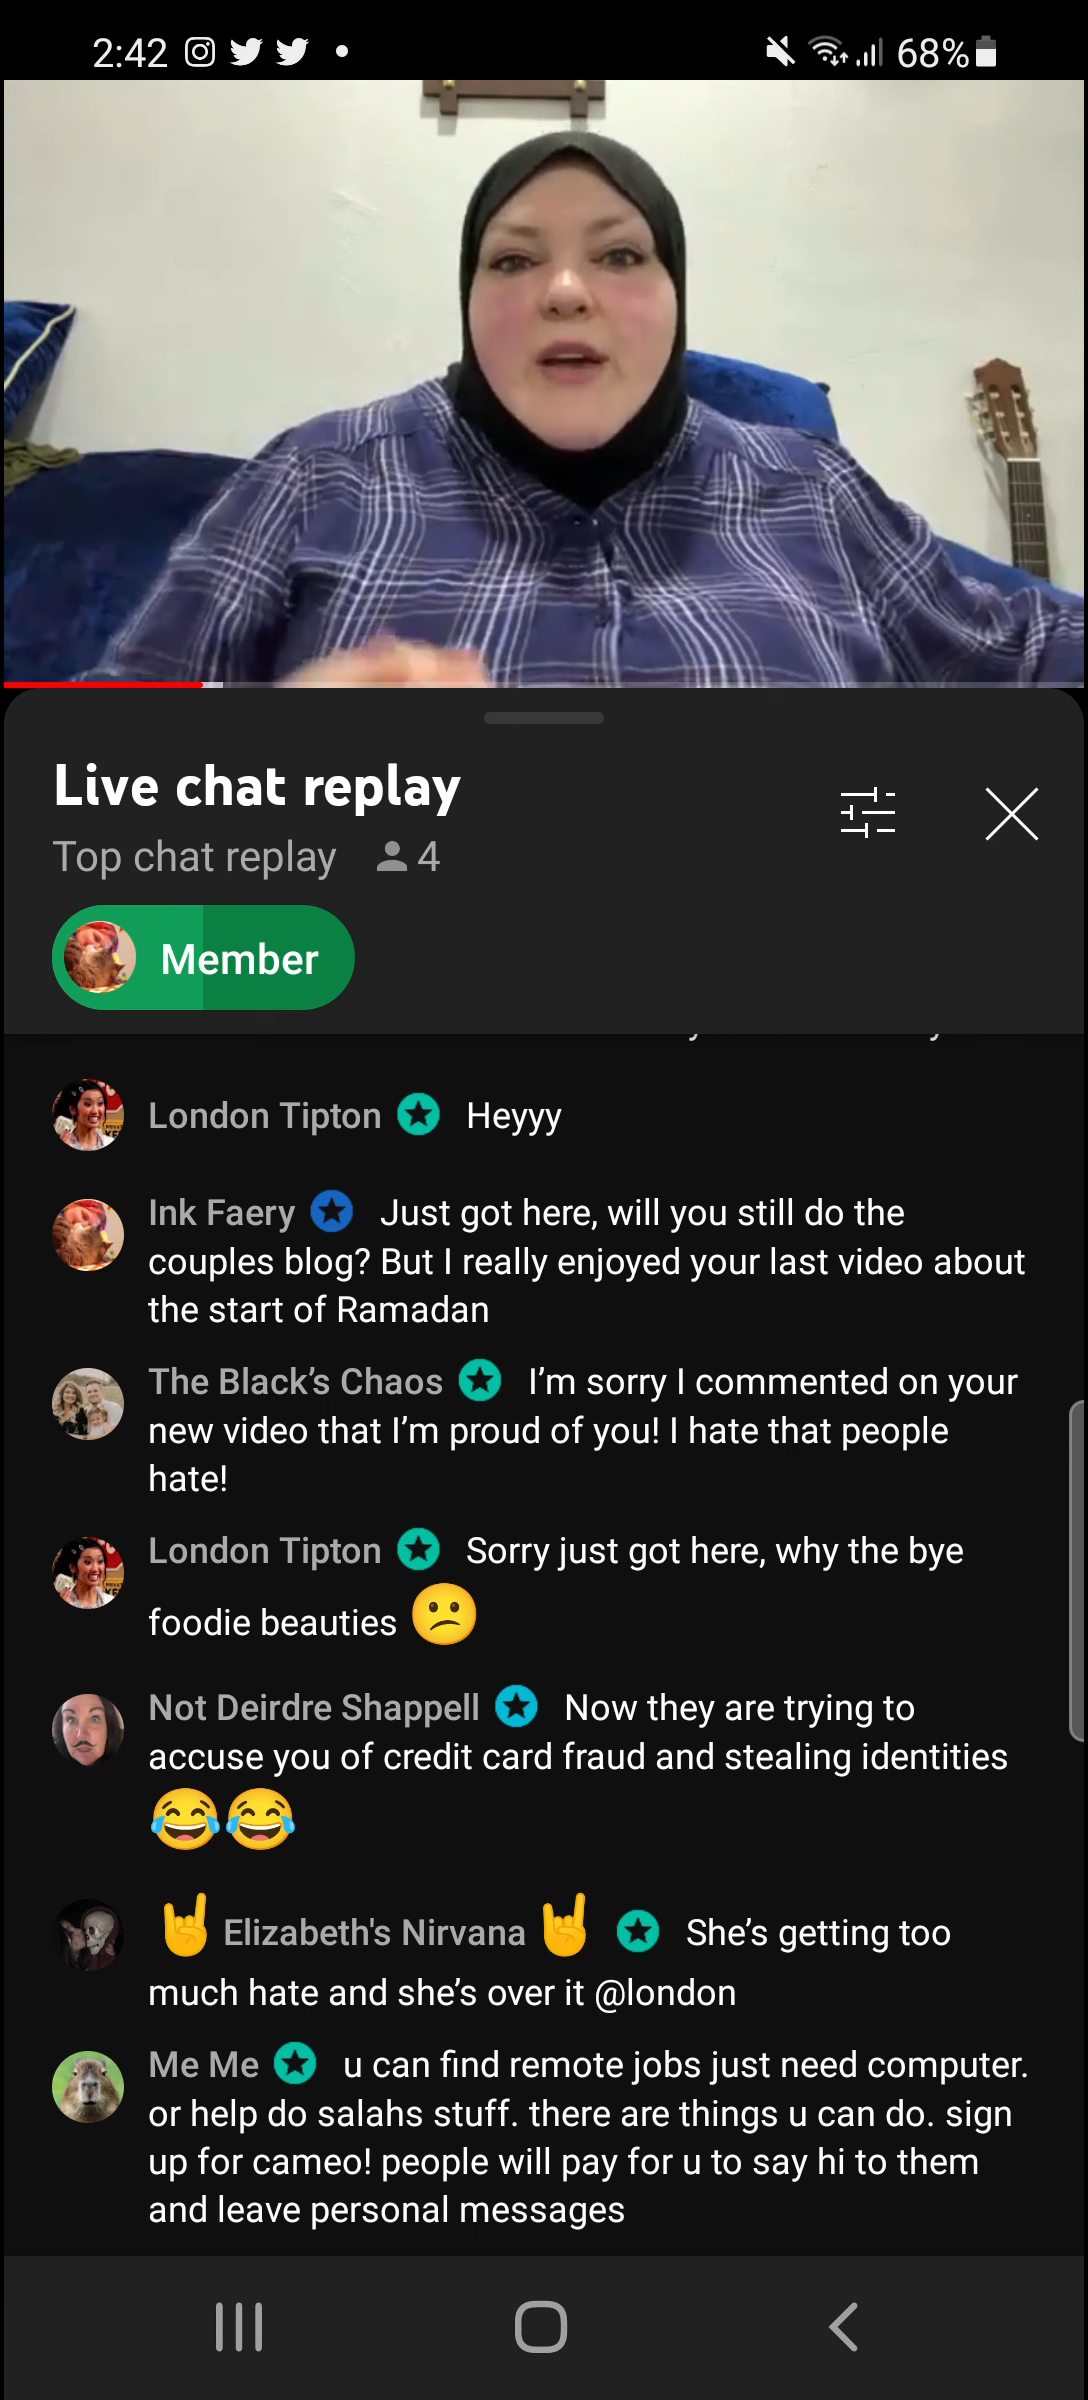 2:42
68%
Live chat replay
Top chat replay 4
Member
London Tipton Heyyy
Ink Faery Just got here, will you still do the
couples blog? But I really enjoyed your last video about
the start of Ramadan
The Black’s Chaos I’m sorry I commented on your
new video that I’m proud of you! I hate that people
hate!
London Tipton Sorry just got here, why the bye
foodie beauties 😕
Not Deirdre Shappell Now they are trying to
accuse you of credit card fraud and stealing identities
😂😂
🤘Elizabeth's Nirvana🤘 She’s getting too
much hate and she’s over it @london
Me Me u can find remote jobs just need computer.
or help do salahs stuff. there are things u can do. sign
up for cameo! people will pay for u to say hi to them
and leave personal messages